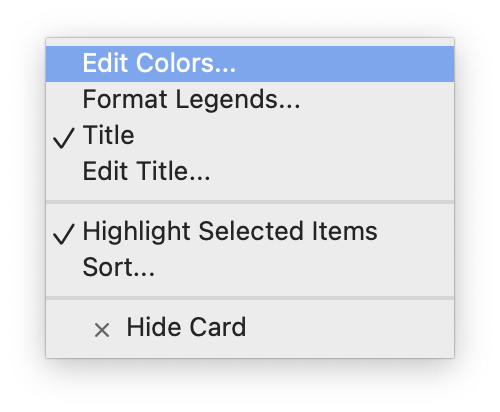 Edit Colors...
Format Legends...
✓ Title
Edit Title...
✓ Highlight Selected Items
Sort...
× Hide Card